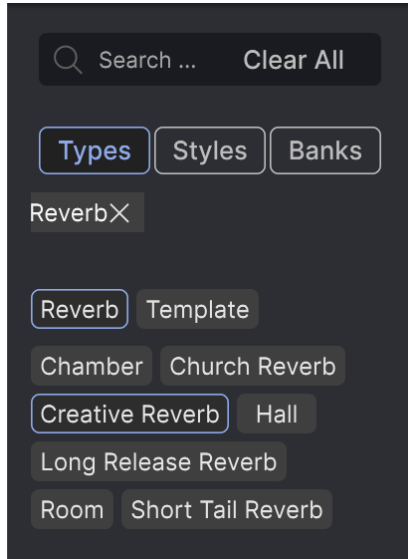 Search ... Clear All
Types Styles Banks
Reverb×
Reverb Template
Chamber Church Reverb
Creative Reverb Hall
Long Release Reverb
Room Short Tail Reverb